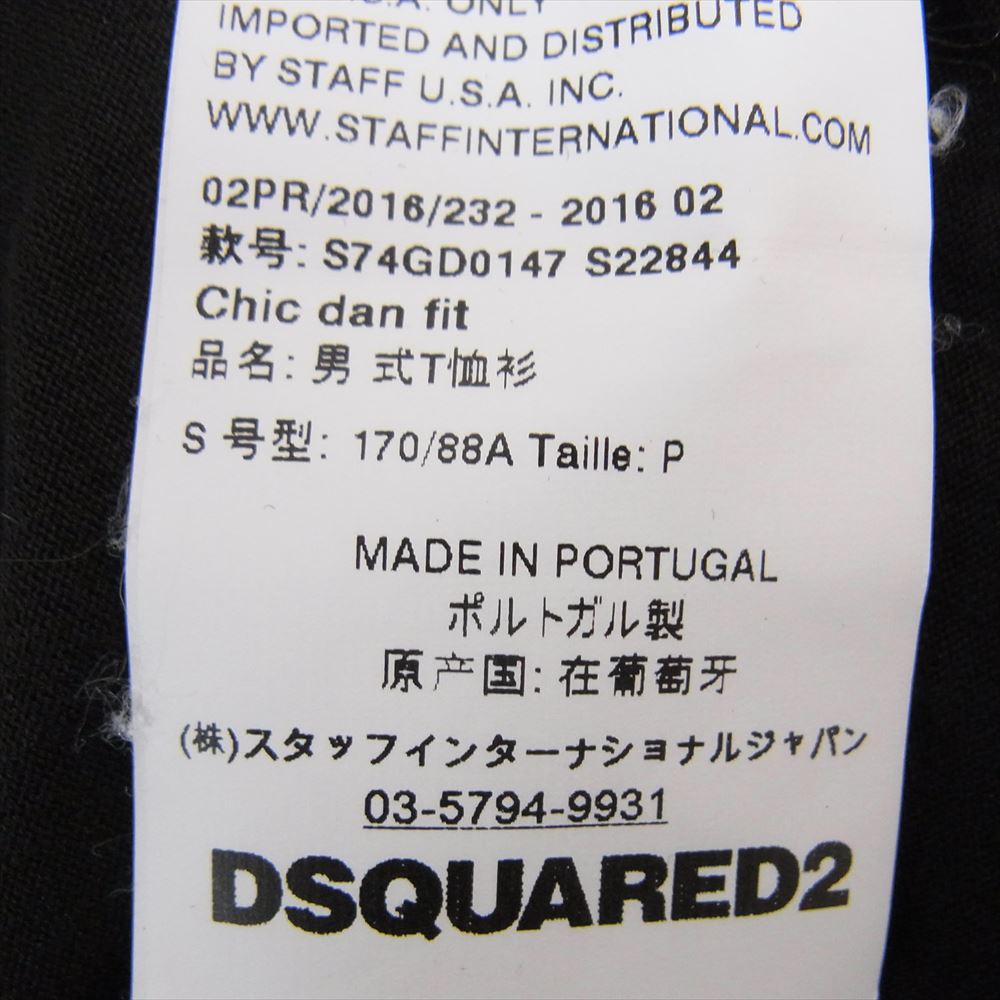 U.S.A. ONLY
IMPORTED AND DISTRIBUTED
BY STAFF U.S.A. INC.
WWW.STAFFINTERNATIONAL.COM
02PR/2016/232 - 2016 02
款号: S74GD0147 S22844
Chic dan fit
品名: 男 式T恤衫
S 号型: 170/88A Taille: P
MADE IN PORTUGAL
ポルトガル製
原产国: 在葡萄牙
(株)スタッフインターナショナルジャパン
03-5794-9931
DSQUARED2